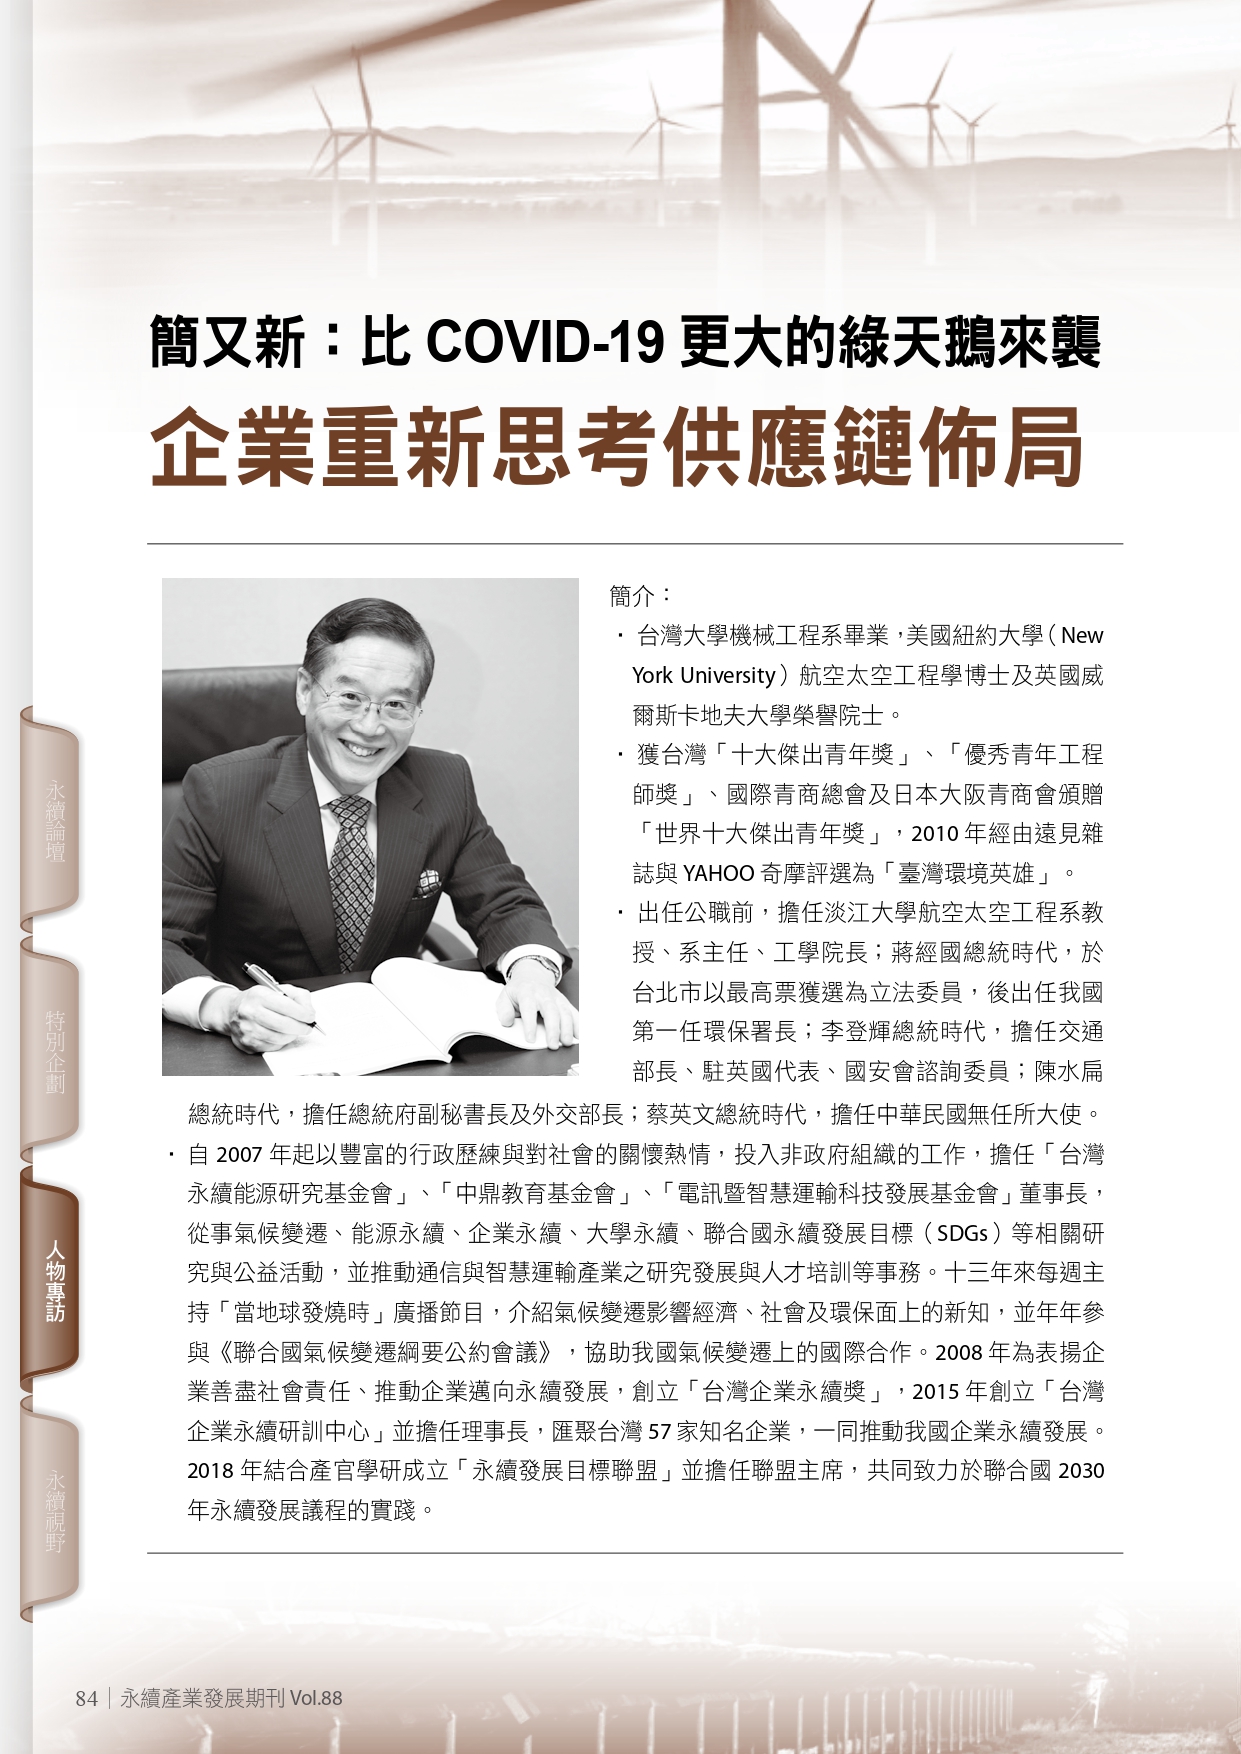 簡又新：比 COVID-19 更大的綠天鵝來襲
企業重新思考供應鏈佈局
簡介：
・台灣大學機械工程系畢業，美國紐約大學（New
York University）航空太空工程學博士及英國威
爾斯卡地夫大學榮譽院士。
・獲台灣「十大傑出青年獎」、「優秀青年工程
師獎」、國際青商總會及日本大阪青商會頒贈
「世界十大傑出青年獎」，2010 年經由遠見雜
誌與 YAHOO 奇摩評選為「臺灣環境英雄」。
・出任公職前，擔任淡江大學航空太空工程系教
授、系主任、工學院長；蔣經國總統時代，於
台北市以最高票獲選為立法委員，後出任我國
第一任環保署長；李登輝總統時代，擔任交通
部長、駐英國代表、國安會諮詢委員；陳水扁
總統時代，擔任總統府副秘書長及外交部長；蔡英文總統時代，擔任中華民國無任所大使。
・自 2007 年起以豐富的行政歷練與對社會的關懷熱情，投入非政府組織的工作，擔任「台灣
永續能源研究基金會」、「中鼎教育基金會」、「電訊暨智慧運輸科技發展基金會」董事長，
從事氣候變遷、能源永續、企業永續、大學永續、聯合國永續發展目標（SDGs）等相關研
究與公益活動，並推動通信與智慧運輸產業之研究發展與人才培訓等事務。十三年來每週主
持「當地球發燒時」廣播節目，介紹氣候變遷影響經濟、社會及環保面上的新知，並年年參
與《聯合國氣候變遷綱要公約會議》，協助我國氣候變遷上的國際合作。2008 年為表揚企
業善盡社會責任、推動企業邁向永續發展，創立「台灣企業永續獎」，2015 年創立「台灣
企業永續研訓中心」並擔任理事長，匯聚台灣 57 家知名企業，一同推動我國企業永續發展。
2018 年結合產官學研成立「永續發展目標聯盟」並擔任聯盟主席，共同致力於聯合國 2030
年永續發展議程的實踐。
永續論壇
特別企劃
人物專訪
永續視野
84｜永續產業發展期刊 Vol.88